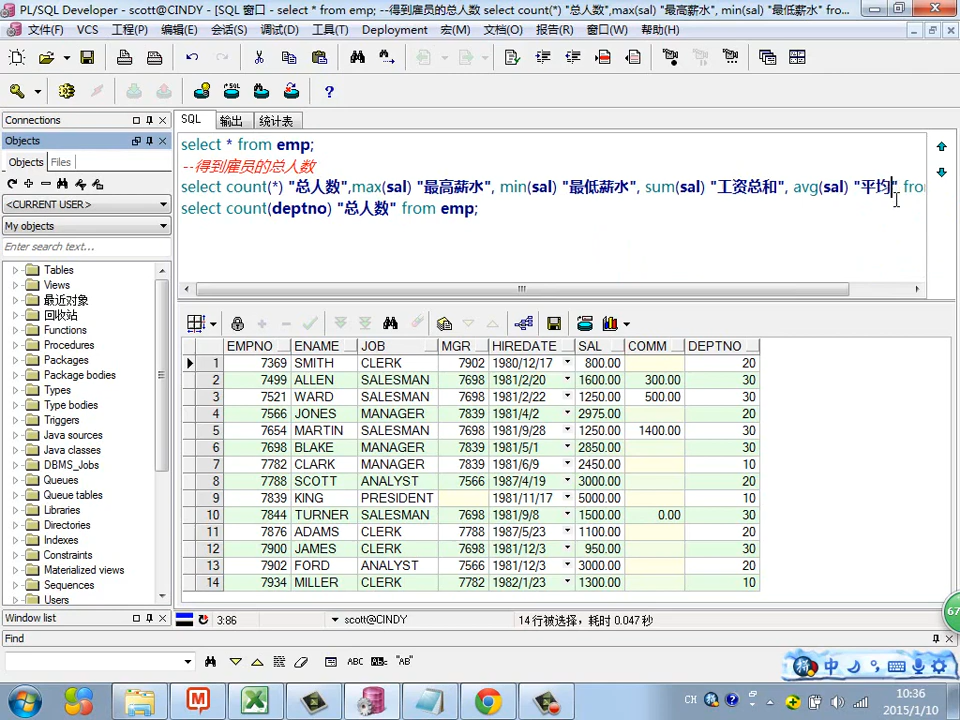 PL/SQL Developer - scott@CINDY - [SQL 窗口 - select * from emp; --得到雇员的总人数 select count(*) "总人数",max(sal) "最高薪水", min(sal) "最低薪水", sum(sal) "工资总和", avg(sal) "平均" fro...
文件(F) VCS 工程(P) 编辑(E) 会话(S) 调试(D) 工具(T) Deployment 宏(M) 文档(O) 报告(R) 窗口(W) 帮助(H)
Connections
Objects
Objects Files
<CURRENT USER>
My objects
Enter search text...
Tables
Views
最近对象
回收站
Functions
Procedures
Packages
Package bodies
Types
Type bodies
Triggers
Java sources
Java classes
DBMS_Jobs
Queues
Queue tables
Libraries
Directories
Indexes
Constraints
Materialized views
Sequences
Users
Window list
SQL 输出 统计表
select * from emp;
--得到雇员的总人数
select count(*) "总人数",max(sal) "最高薪水", min(sal) "最低薪水", sum(sal) "工资总和", avg(sal) "平均" fro
select count(deptno) "总人数" from emp;
EMPNO ENAME JOB MGR HIREDATE SAL COMM DEPTNO
1 7369 SMITH CLERK 7902 1980/12/17 800.00 20
2 7499 ALLEN SALESMAN 7698 1981/2/20 1600.00 300.00 30
3 7521 WARD SALESMAN 7698 1981/2/22 1250.00 500.00 30
4 7566 JONES MANAGER 7839 1981/4/2 2975.00 20
5 7654 MARTIN SALESMAN 7698 1981/9/28 1250.00 1400.00 30
6 7698 BLAKE MANAGER 7839 1981/5/1 2850.00 30
7 7782 CLARK MANAGER 7839 1981/6/9 2450.00 10
8 7788 SCOTT ANALYST 7566 1987/4/19 3000.00 20
9 7839 KING PRESIDENT 1981/11/17 5000.00 10
10 7844 TURNER SALESMAN 7698 1981/9/8 1500.00 0.00 30
11 7876 ADAMS CLERK 7788 1987/5/23 1100.00 20
12 7900 JAMES CLERK 7698 1981/12/3 950.00 30
13 7902 FORD ANALYST 7566 1981/12/3 3000.00 20
14 7934 MILLER CLERK 7782 1982/1/23 1300.00 10
3:86 scott@CINDY 14 行被选择，耗时 0.047 秒
67
Find
ABC "AB"
中
CH
10:36
2015/1/10